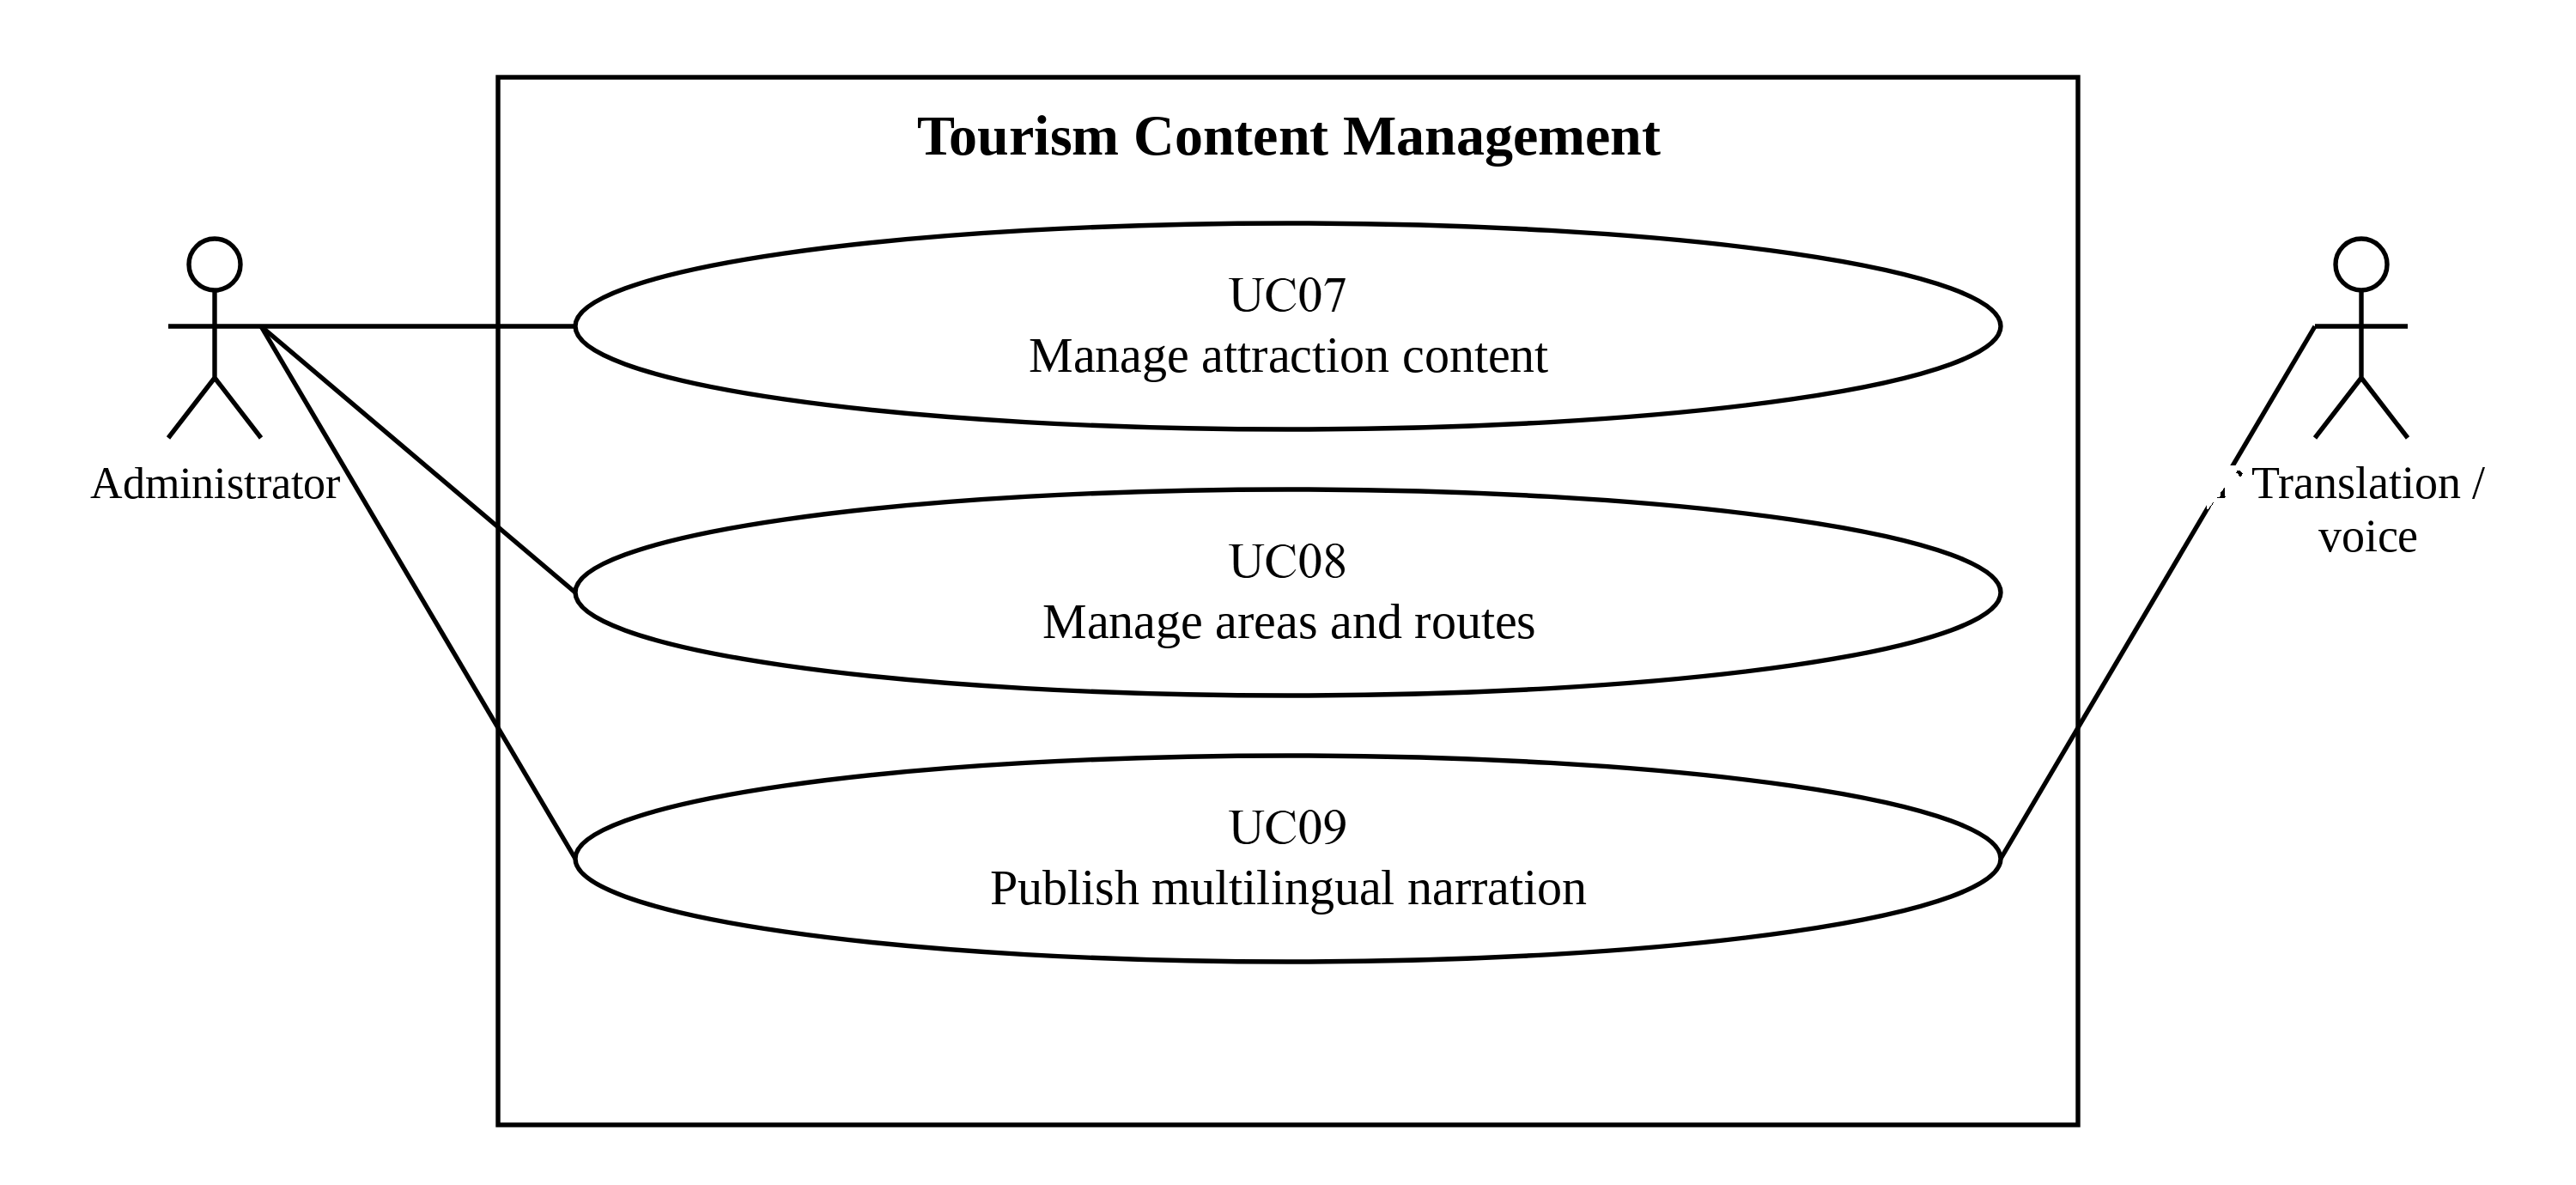 Tourism Content Management
UC07
Manage attraction content
Administrator
Translation /
voice
UC08
Manage areas and routes
UC09
Publish multilingual narration